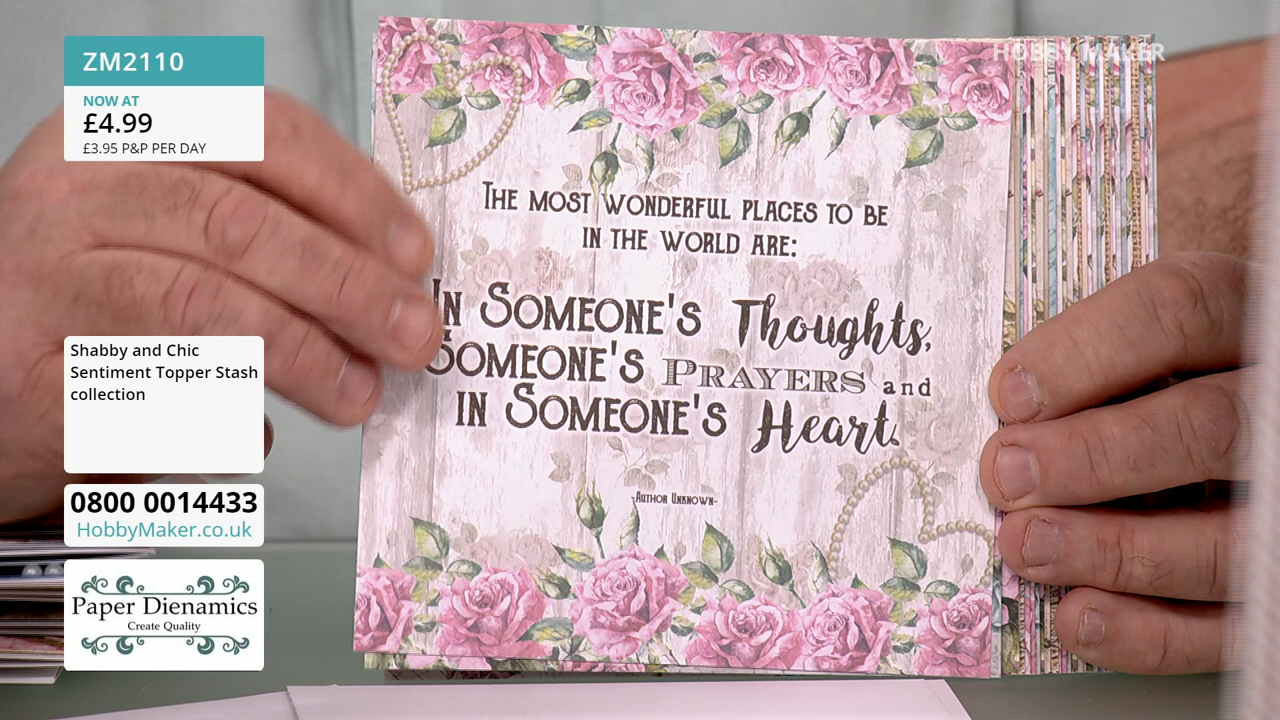 ZM2110
NOW AT
£4.99
£3.95 P&P PER DAY
Shabby and Chic
Sentiment Topper Stash
collection
0800 0014433
HobbyMaker.co.uk
Paper Dienamics
Create Quality
HOBBY MAKER
The most wonderful places to be
in the world are:
In Someone's Thoughts,
Someone's Prayers and
in Someone's Heart.
-Author Unknown-